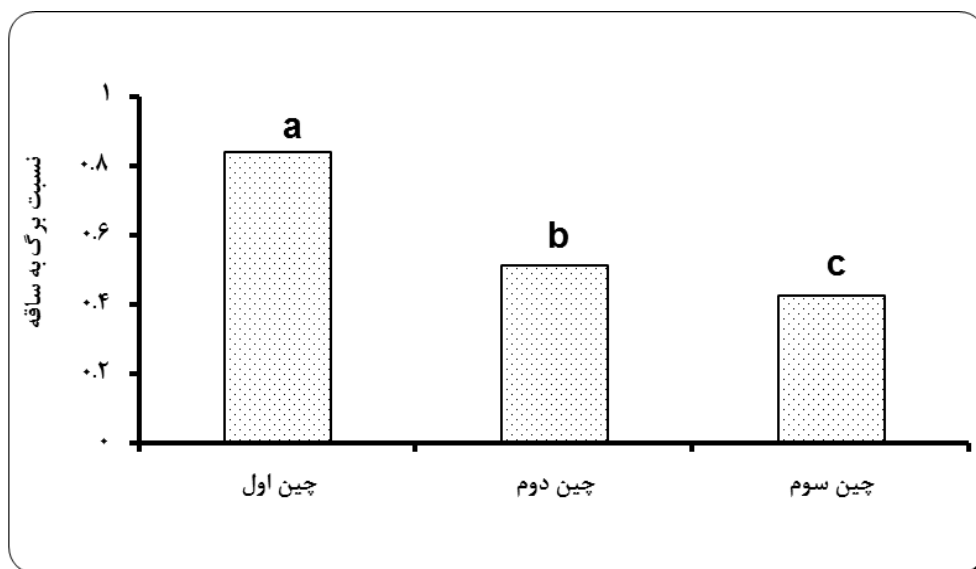 نسبت برگ به ساقه
۱
۰.۸
۰.۶
۰.۴
۰.۲
۰
a
b
c
چین اول
چین دوم
چین سوم